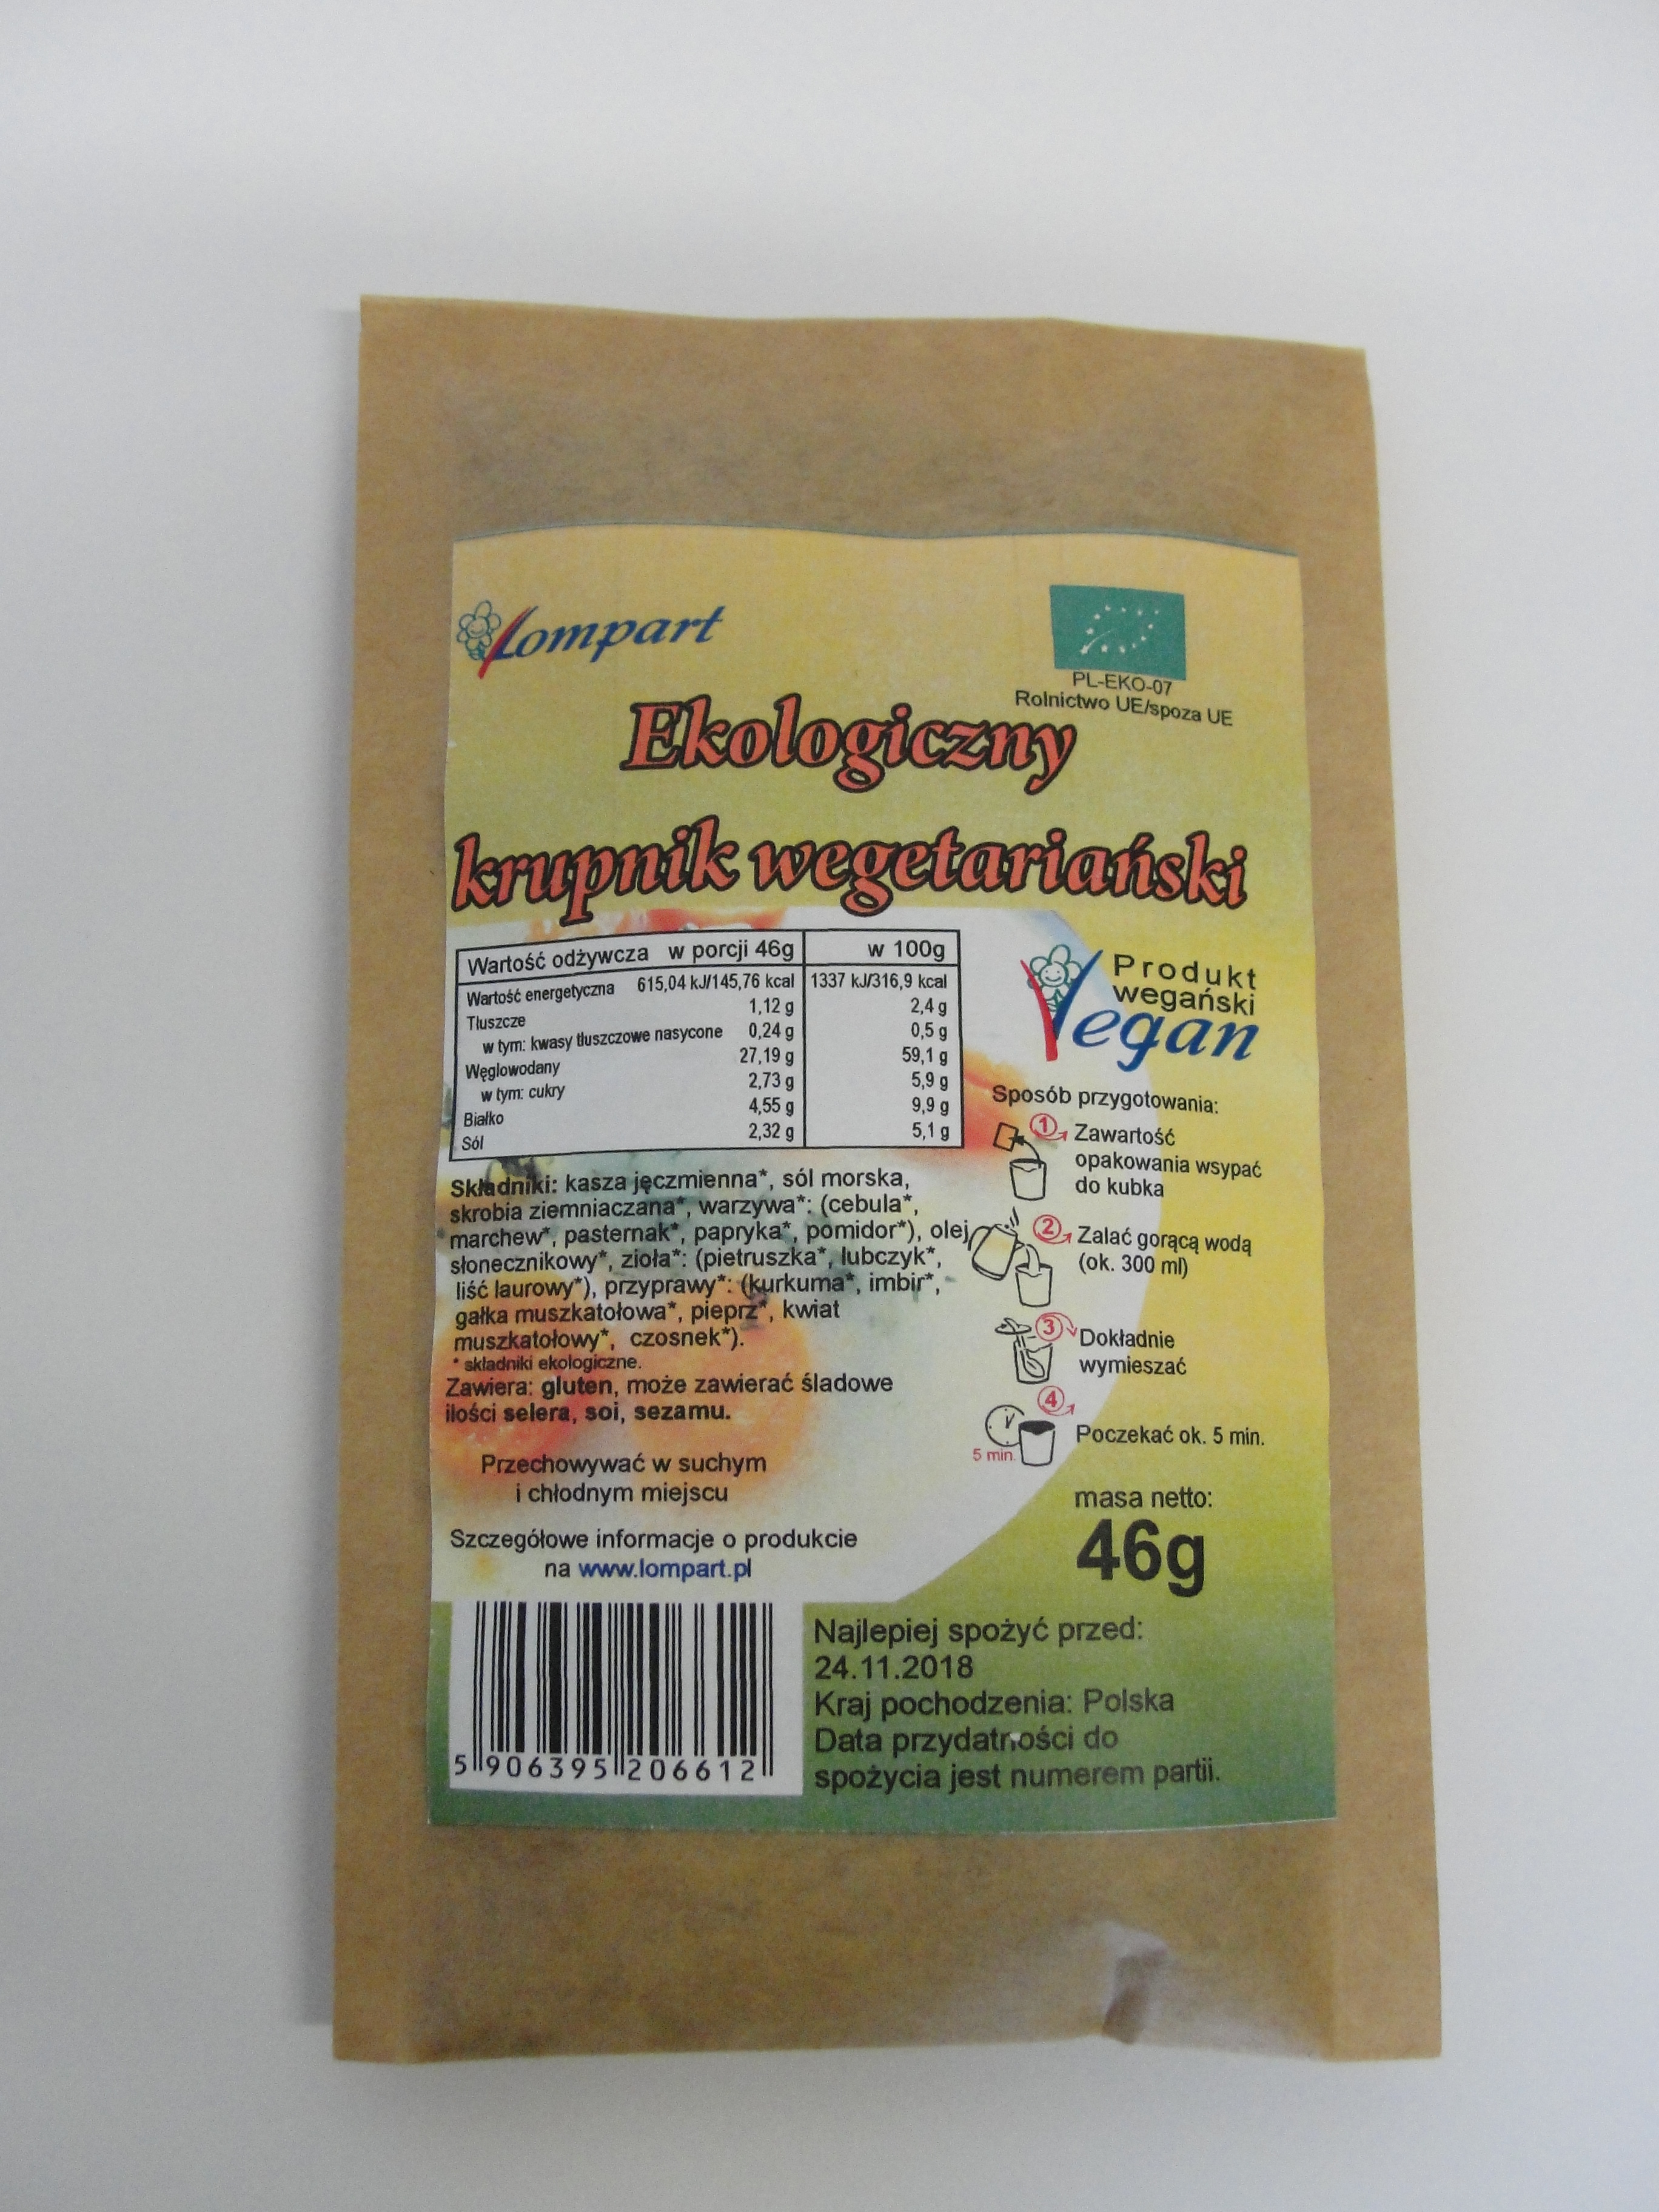 Lompart
PL-EKO-07
Rolnictwo UE/spoza UE
Ekologiczny
krupnik wegetariański
Wartość odżywcza w porcji 46g w 100g
Wartość energetyczna 615,04 kJ/145,76 kcal 1337 kJ/316,9 kcal
Tłuszcze 1,12 g 2,4 g
w tym: kwasy tłuszczowe nasycone 0,24 g 0,5 g
Węglowodany 27,19 g 59,1 g
w tym: cukry 2,73 g 5,9 g
Białko 4,55 g 9,9 g
Sól 2,32 g 5,1 g
Produkt
wegański
Vegan
Składniki: kasza jęczmienna*, sól morska,
skrobia ziemniaczana*, warzywa*: (cebula*,
marchew*, pasternak*, papryka*, pomidor*), olej
słonecznikowy*, zioła*: (pietruszka*, lubczyk*,
liść laurowy*), przyprawy*: (kurkuma*, imbir*,
gałka muszkatołowa*, pieprz*, kwiat
muszkatołowy*, czosnek*).
* składniki ekologiczne.
Zawiera: gluten, może zawierać śladowe
ilości selera, soi, sezamu.
Przechowywać w suchym
i chłodnym miejscu
Szczegółowe informacje o produkcie
na www.lompart.pl
Sposób przygotowania:
1 Zawartość
opakowania wsypać
do kubka
2 Zalać gorącą wodą
(ok. 300 ml)
3 Dokładnie
wymieszać
4
Poczekać ok. 5 min.
5 min.
masa netto:
46g
5 906395 206612
Najlepiej spożyć przed:
24.11.2018
Kraj pochodzenia: Polska
Data przydatności do
spożycia jest numerem partii.